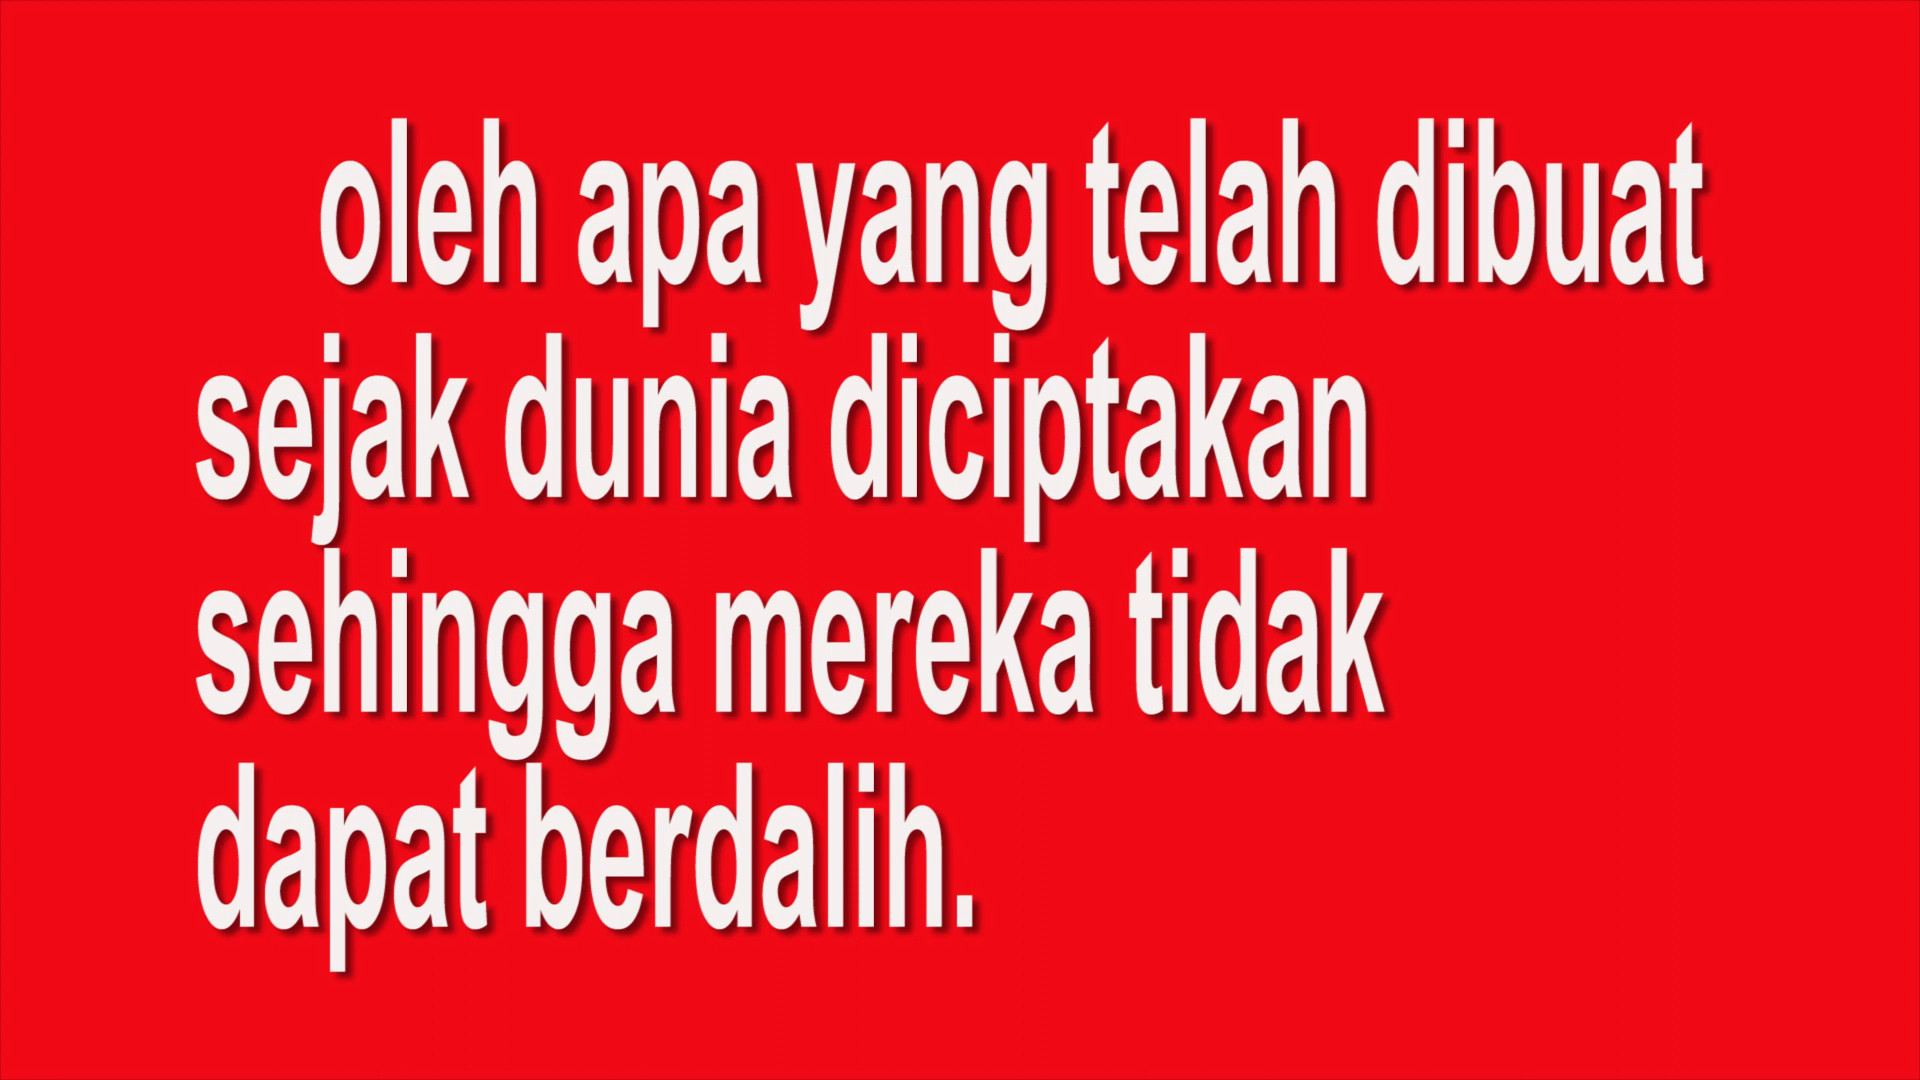 oleh apa yang telah dibuat
sejak dunia diciptakan
sehingga mereka tidak
dapat berdalih.